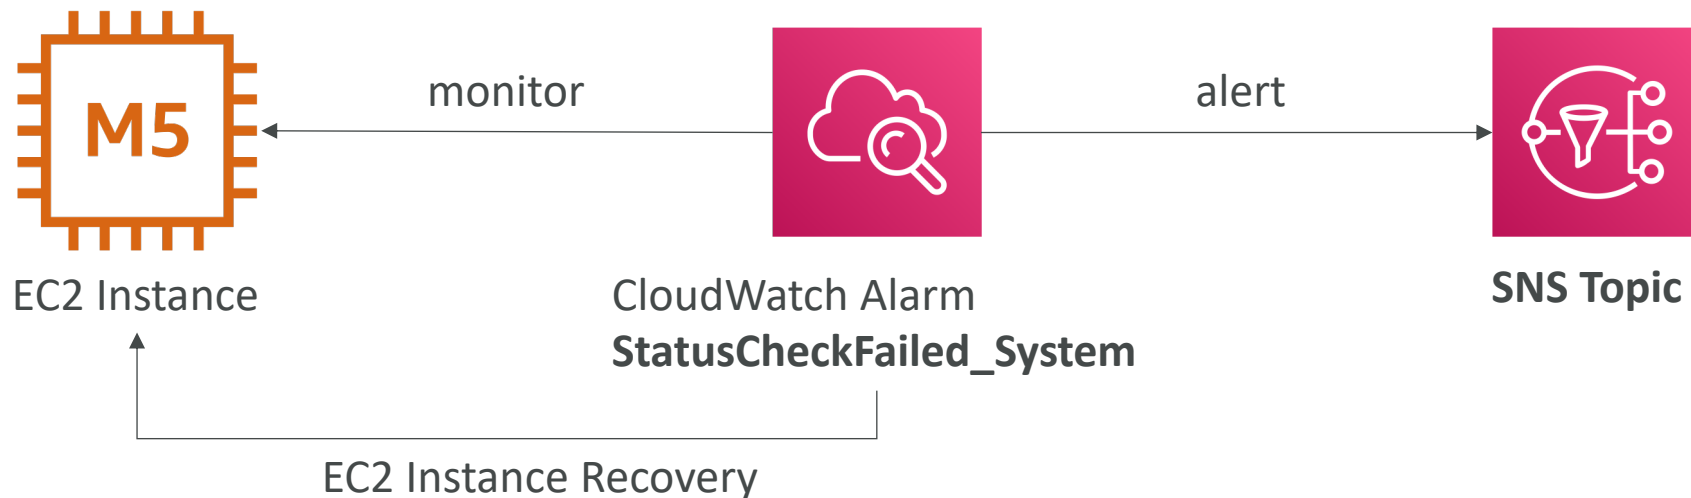 monitor
alert
M5
EC2 Instance
CloudWatch Alarm
StatusCheckFailed_System
SNS Topic
EC2 Instance Recovery